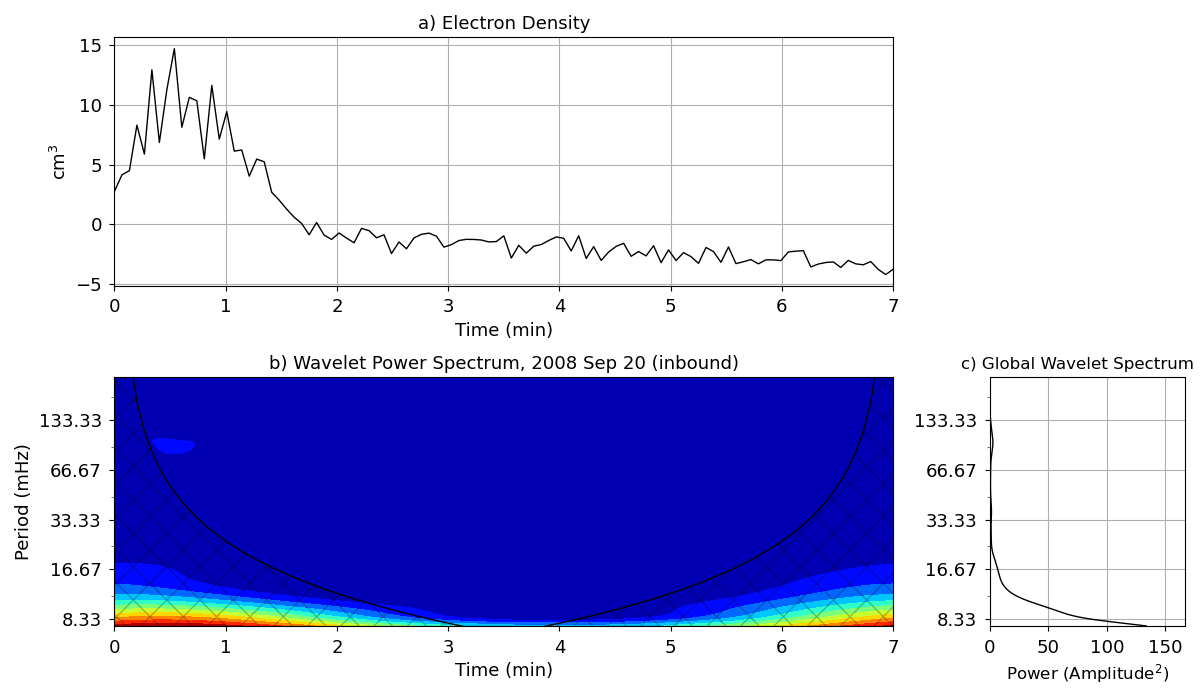 a) Electron Density
15
10
5
0
−5
cm³
0 1 2 3 4 5 6 7
Time (min)
b) Wavelet Power Spectrum, 2008 Sep 20 (inbound)
133.33
66.67
33.33
16.67
8.33
Period (mHz)
0 1 2 3 4 5 6 7
Time (min)
c) Global Wavelet Spectrum
133.33
66.67
33.33
16.67
8.33
0 50 100 150
Power (Amplitude²)